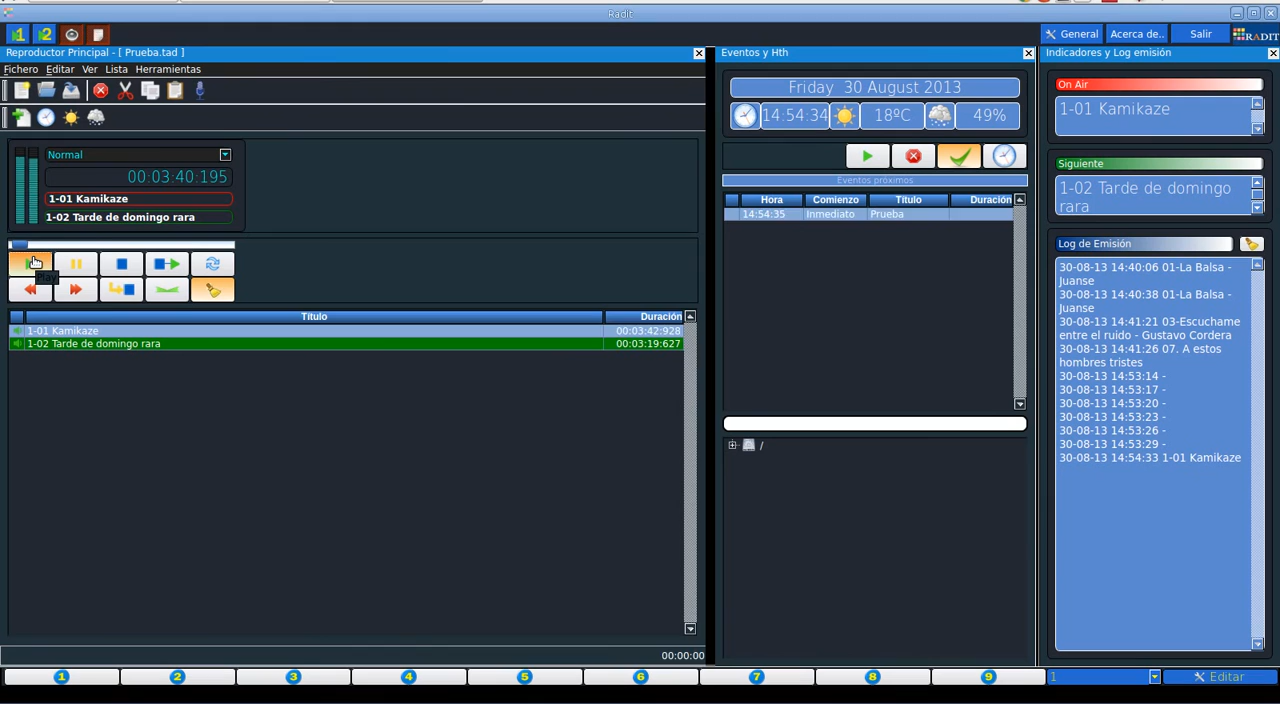 Radit
1
2
General
Acerca de..
Salir
RADIT
Reproductor Principal - [ Prueba.tad ]
Fichero Editar Ver Lista Herramientas
Normal
00:03:40:195
1-01 Kamikaze
1-02 Tarde de domingo rara
Play
Título Duración
1-01 Kamikaze 00:03:42:928
1-02 Tarde de domingo rara 00:03:19:627
00:00:00
Eventos y Hth
Friday 30 August 2013
14:54:34 18ºC 49%
Eventos próximos
Hora Comienzo Título Duración
14:54:35 Inmediato Prueba
/
Indicadores y Log emisión
On Air
1-01 Kamikaze
Siguiente
1-02 Tarde de domingo
rara
Log de Emisión
30-08-13 14:40:06 01-La Balsa -
Juanse
30-08-13 14:40:38 01-La Balsa -
Juanse
30-08-13 14:41:21 03-Escuchame
entre el ruido - Gustavo Cordera
30-08-13 14:41:26 07. A estos
hombres tristes
30-08-13 14:53:14 -
30-08-13 14:53:17 -
30-08-13 14:53:20 -
30-08-13 14:53:23 -
30-08-13 14:53:26 -
30-08-13 14:53:29 -
30-08-13 14:54:33 1-01 Kamikaze
1 2 3 4 5 6 7 8 9 1 Editar